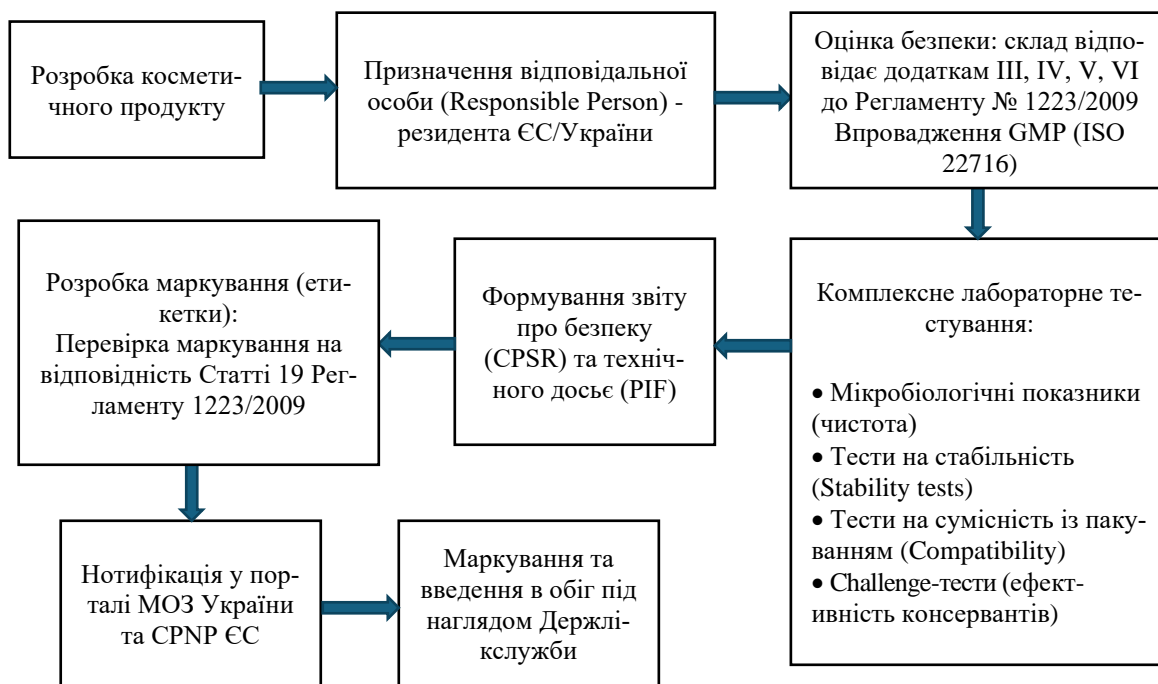 Розробка космети-
чного продукту
Призначення відповідальної
особи (Responsible Person) -
резидента ЄС/України
Оцінка безпеки: склад відпо-
відає додаткам III, IV, V, VI
до Регламенту № 1223/2009
Впровадження GMP (ISO
22716)
Комплексне лабораторне те-
стування:
• Мікробіологічні показники
(чистота)
• Тести на стабільність
(Stability tests)
• Тести на сумісність із паку-
ванням (Compatibility)
• Challenge-тести (ефект-
ивність консервантів)
Формування звіту
про безпеку
(CPSR) та техніч-
ного досьє (PIF)
Розробка маркування (ети-
кетки):
Перевірка маркування на
відповідність Статті 19 Рег-
ламенту 1223/2009
Нотифікація у пор-
талі МОЗ України
та CPNP ЄС
Маркування та
введення в обіг під
наглядом Держлі-
кслужби